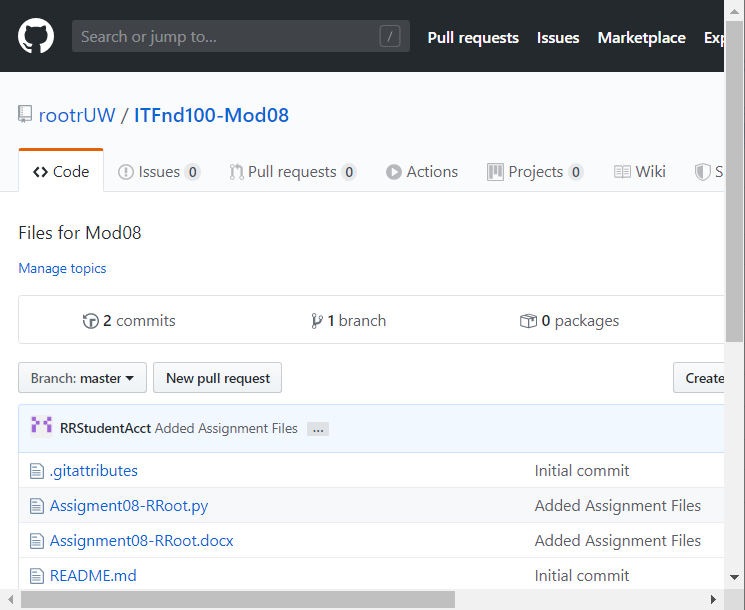 Search or jump to... / Pull requests Issues Marketplace Exp
rootrUW / ITFnd100-Mod08
Code Issues 0 Pull requests 0 Actions Projects 0 Wiki S
Files for Mod08
Manage topics
2 commits 1 branch 0 packages
Branch: master New pull request Create
RRStudentAcct Added Assignment Files ...
.gitattributes Initial commit
Assigment08-RRoot.py Added Assignment Files
Assignment08-RRoot.docx Added Assignment Files
README.md Initial commit